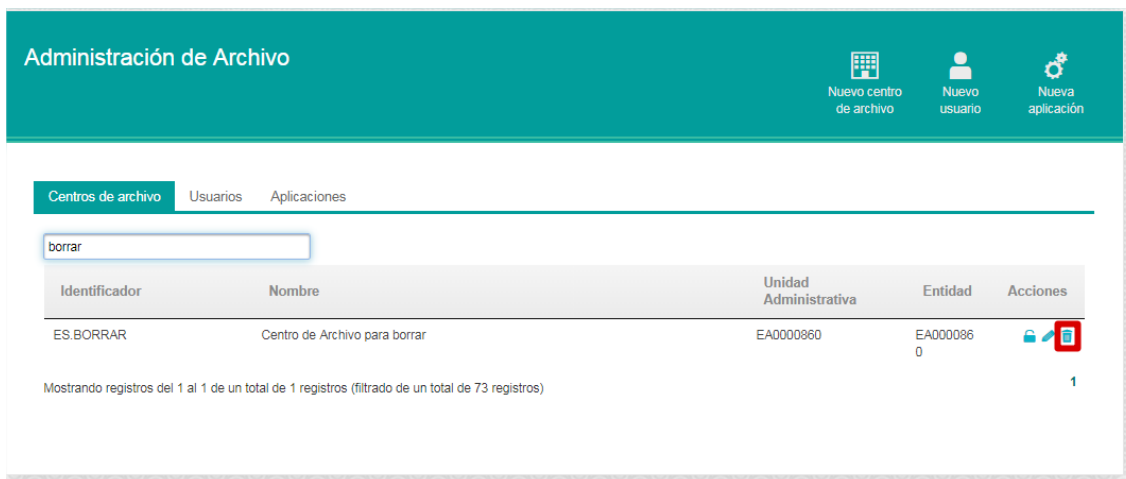 Administración de Archivo
Nuevo centro
de archivo
Nuevo
usuario
Nueva
aplicación
Centros de archivo
Usuarios
Aplicaciones
borrar
Identificador
Nombre
Unidad
Administrativa
Entidad
Acciones
ES.BORRAR
Centro de Archivo para borrar
EA0000860
EA000086
0
Mostrando registros del 1 al 1 de un total de 1 registros (filtrado de un total de 73 registros)
1